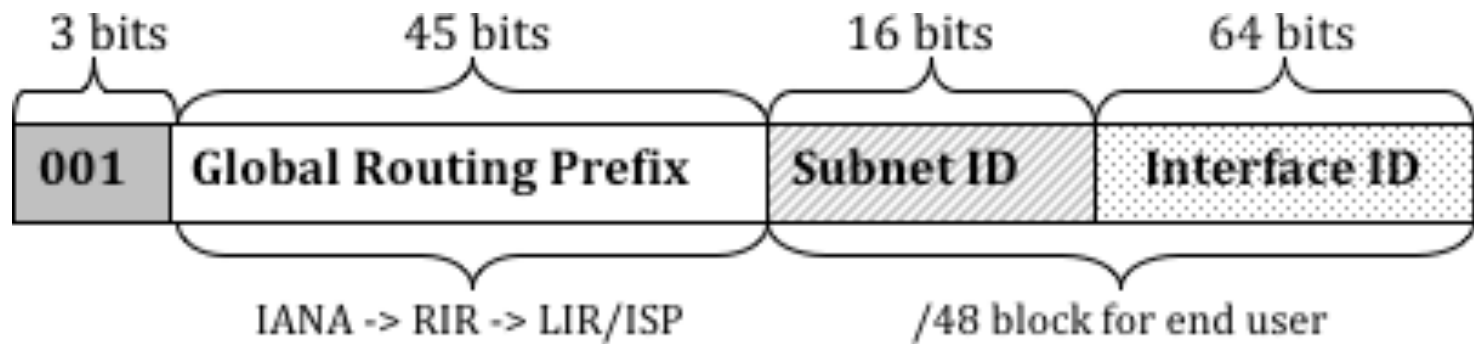 3 bits 45 bits 16 bits 64 bits
001 Global Routing Prefix Subnet ID Interface ID
IANA -> RIR -> LIR/ISP /48 block for end user